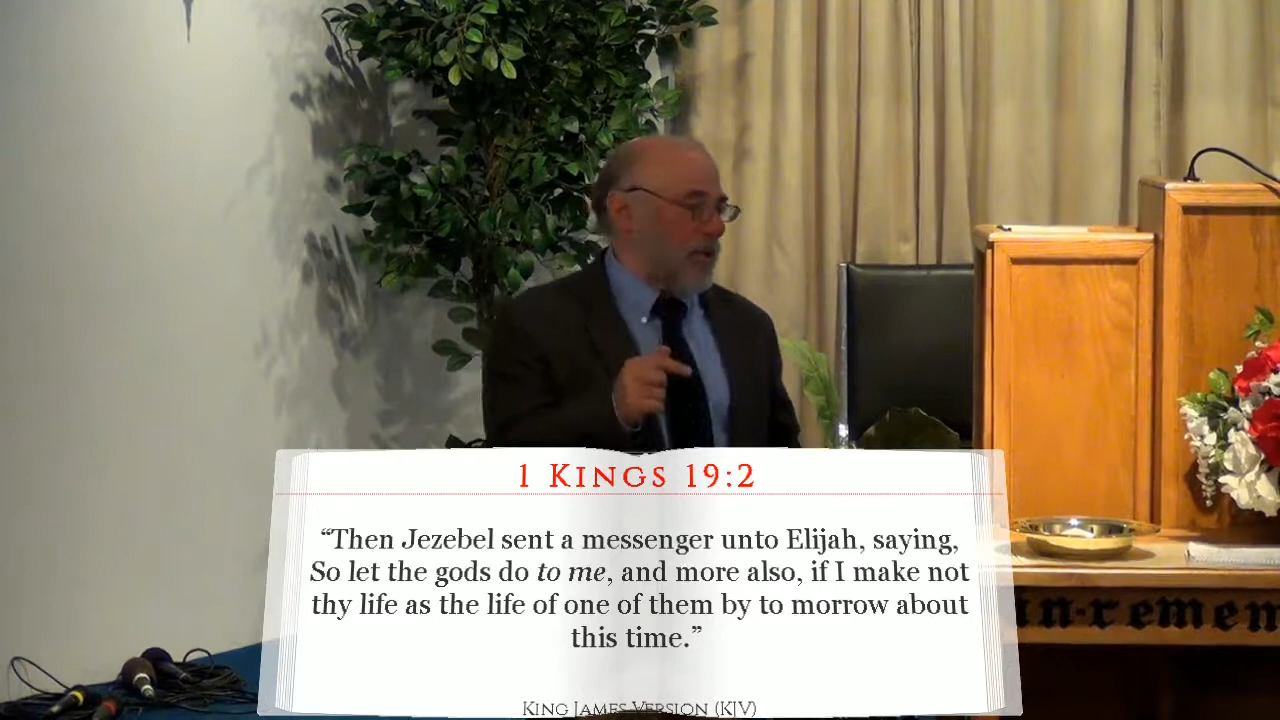 1 KINGS 19:2
“Then Jezebel sent a messenger unto Elijah, saying,
So let the gods do to me, and more also, if I make not
thy life as the life of one of them by to morrow about
this time.”
KING JAMES VERSION (KJV)
in·remem